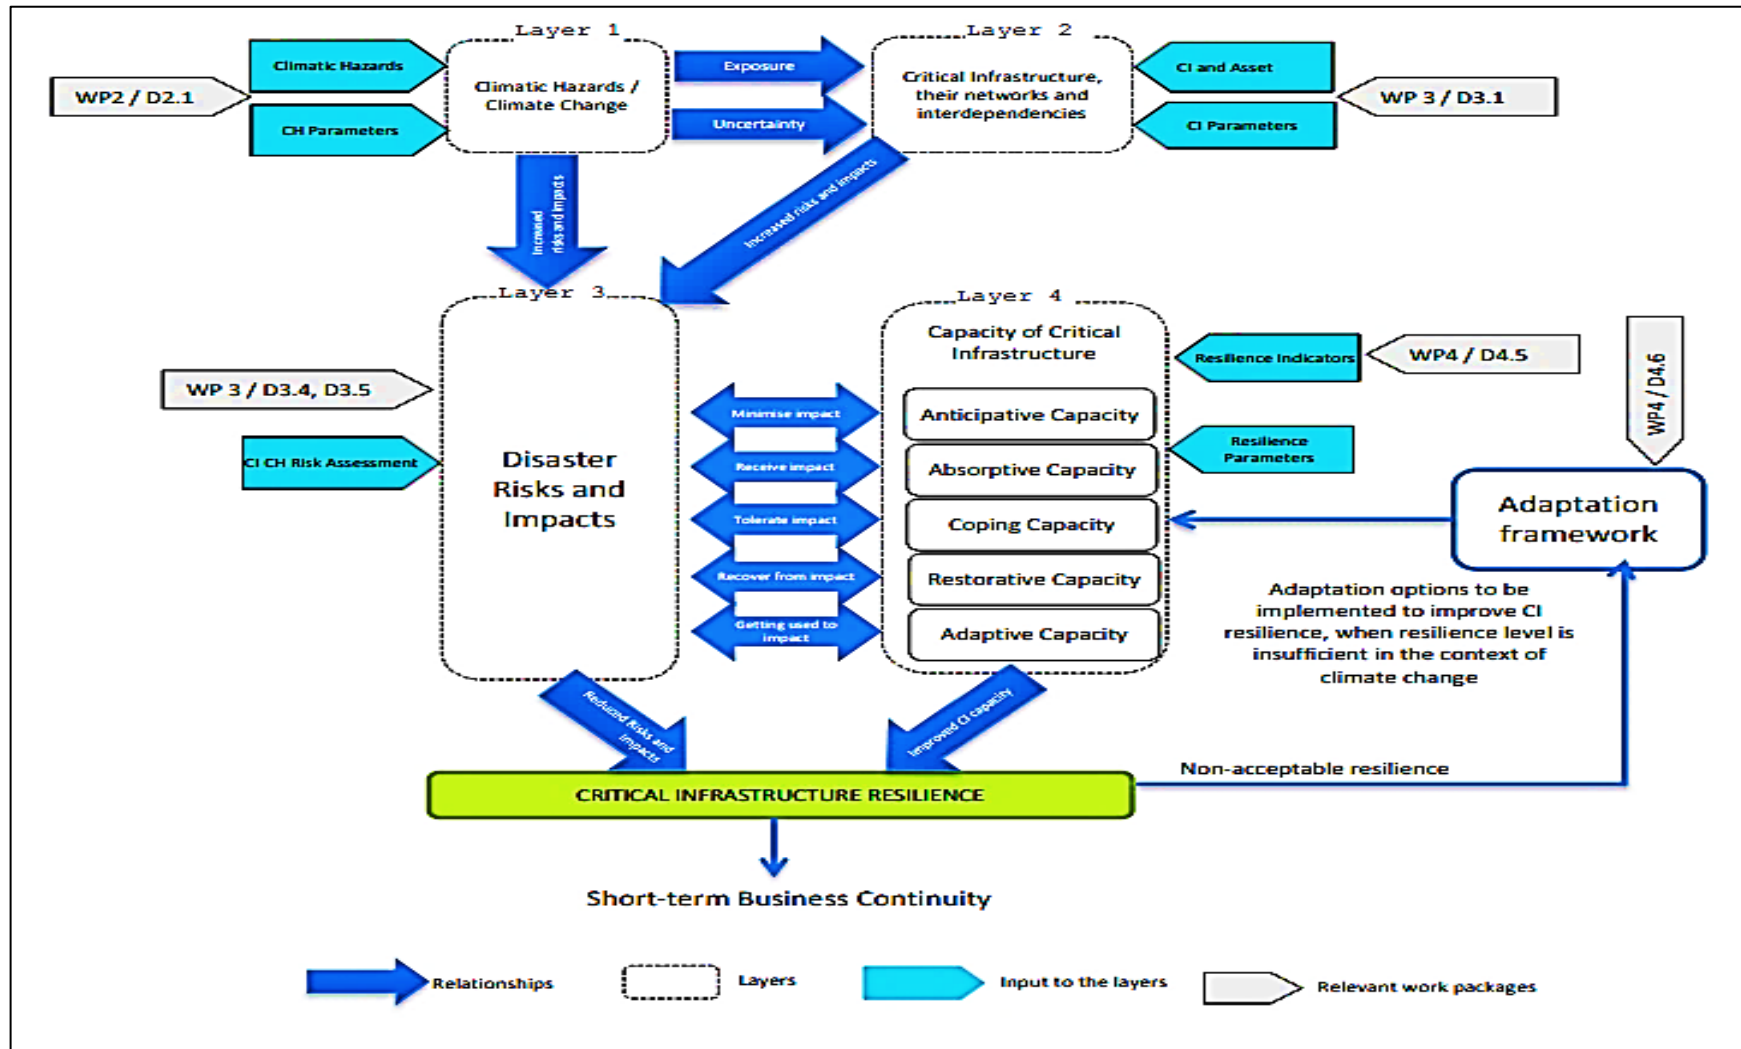 Layer 1
Layer 2
Climatic Hazards
CH Parameters
WP2 / D2.1
Climatic Hazards /
Climate Change
Exposure
Uncertainty
Critical Infrastructure,
their networks and
interdependencies
CI and Asset
CI Parameters
WP 3 / D3.1
Increased
risks and impacts
Increased risks and impacts
Layer 3
Layer 4
WP 3 / D3.4, D3.5
CI CH Risk Assessment
Disaster
Risks and
Impacts
Minimise impact
Receive impact
Tolerate impact
Recover from impact
Getting used to
impact
Capacity of Critical
Infrastructure
Anticipative Capacity
Absorptive Capacity
Coping Capacity
Restorative Capacity
Adaptive Capacity
Resilience Indicators
WP4 / D4.5
Resilience
Parameters
WP4 / D4.6
Adaptation
framework
Adaptation options to be
implemented to improve CI
resilience, when resilience level is
insufficient in the context of
climate change
Reduced Risks and
Impacts
Improved CI capacity
Non-acceptable resilience
CRITICAL INFRASTRUCTURE RESILIENCE
Short-term Business Continuity
Relationships
Layers
Input to the layers
Relevant work packages